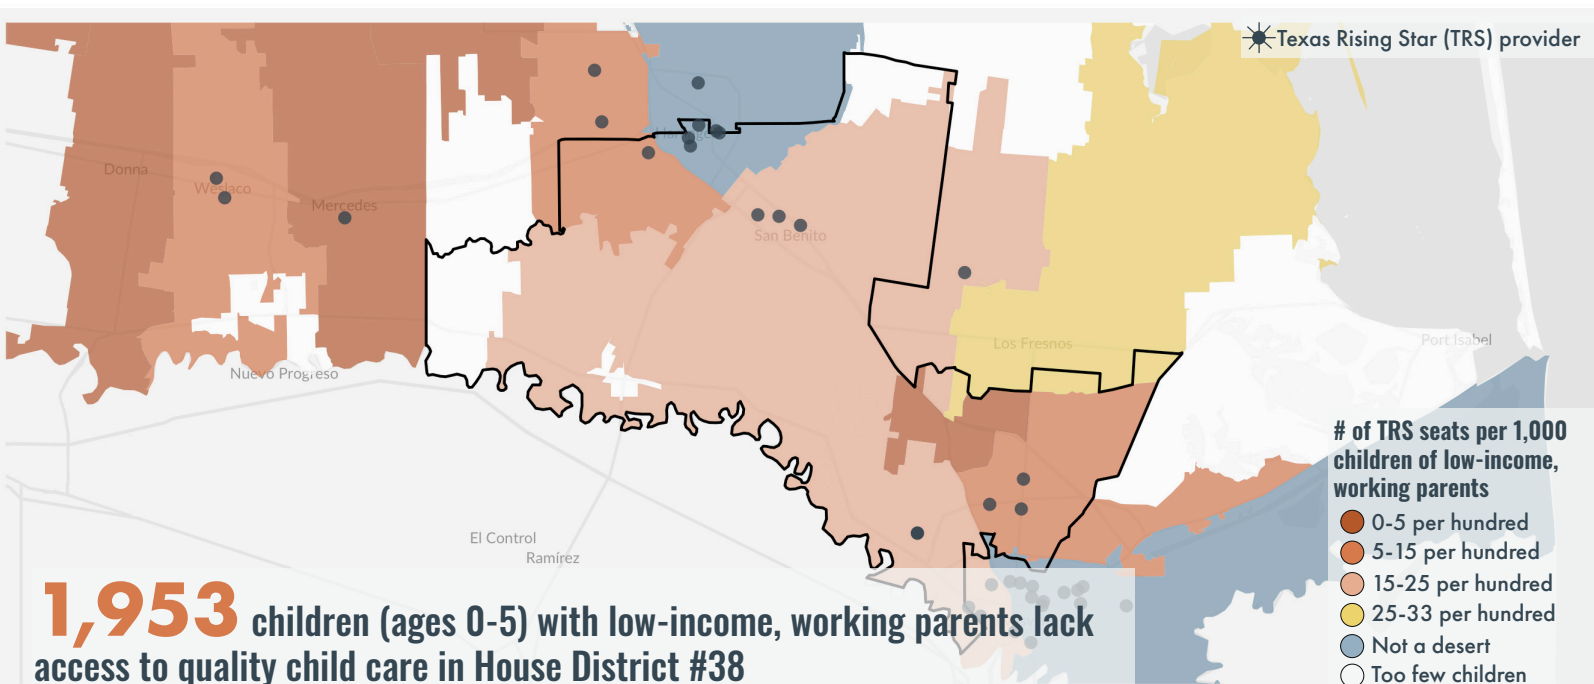 Texas Rising Star (TRS) provider
Donna
Weslaco
Mercedes
San Benito
Nuevo Progreso
Los Fresnos
Port Isabel
El Control
Ramírez
# of TRS seats per 1,000
children of low-income,
working parents
0-5 per hundred
5-15 per hundred
15-25 per hundred
25-33 per hundred
Not a desert
Too few children
1,953 children (ages 0-5) with low-income, working parents lack
access to quality child care in House District #38